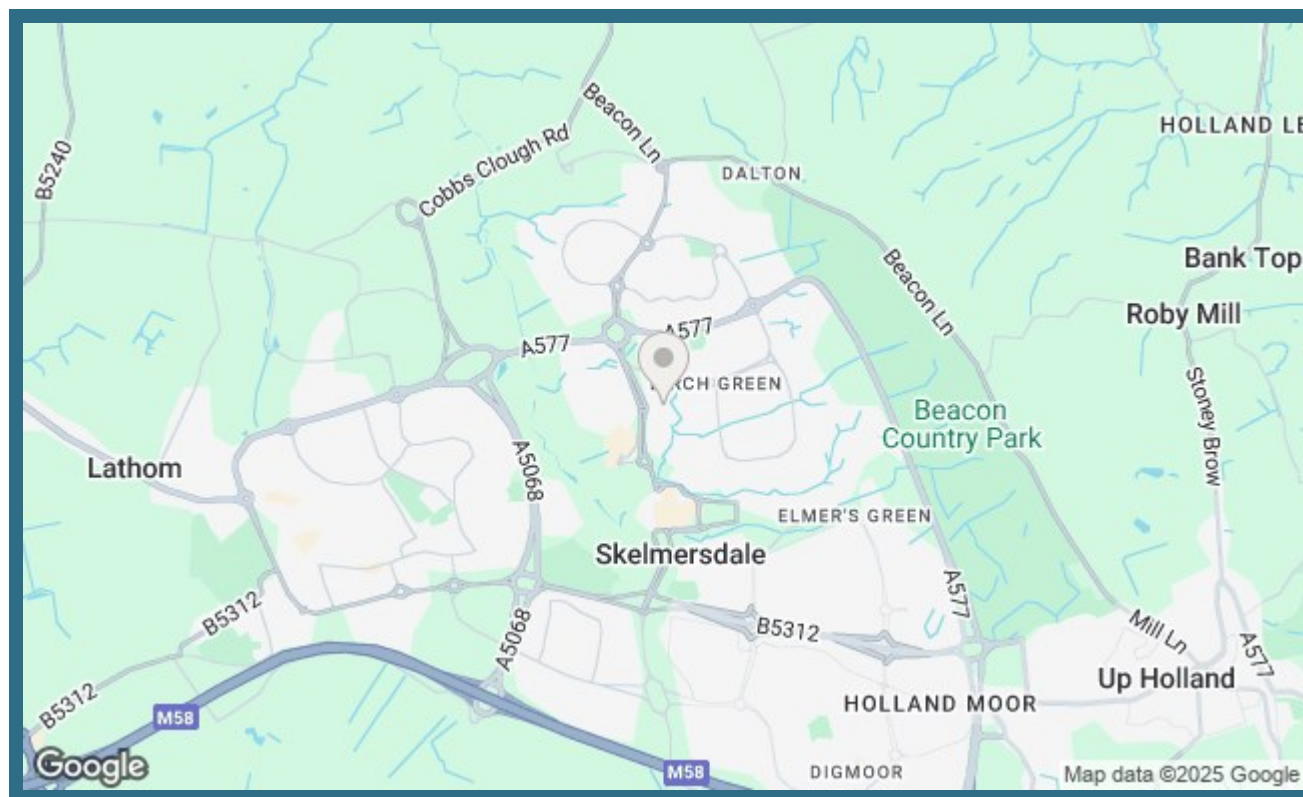 B5240
Beacon Ln
Cobbs Clough Rd
HOLLAND LE
DALTON
Bank Top
Beacon Ln
Roby Mill
A577
A577
RCH GREEN
Beacon
Country Park
Stoney Brow
Lathom
A5068
ELMER'S GREEN
Skelmersdale
A577
B5312
B5312
A5068
Mill Ln
A577
Up Holland
B5312
M58
HOLLAND MOOR
Google
M58
DIGMOOR
Map data ©2025 Google